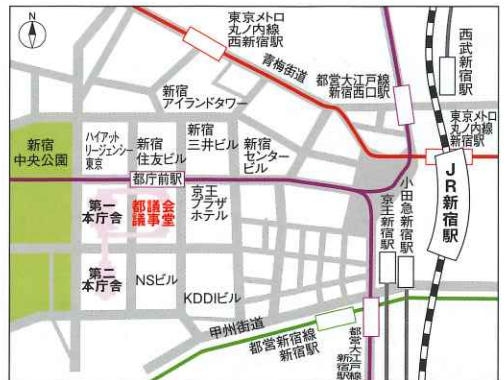 N
東京メトロ
丸ノ内線
西新宿駅
青梅街道
都営大江戸線
新宿西口駅
西武新宿駅
新宿
アイランドタワー
東京メトロ
丸ノ内線
新宿駅
新宿
中央公園
ハイアット
リージェンシー
東京
新宿
住友ビル
新宿
三井ビル
新宿
センター
ビル
都庁前駅
JR新宿駅
小田急新宿駅
京王新宿駅
第一
本庁舎
都議会
議事堂
京王
プラザ
ホテル
第二
本庁舎
NSビル
KDDIビル
甲州街道
都営新宿線
新宿駅
都営大江戸線
新宿駅